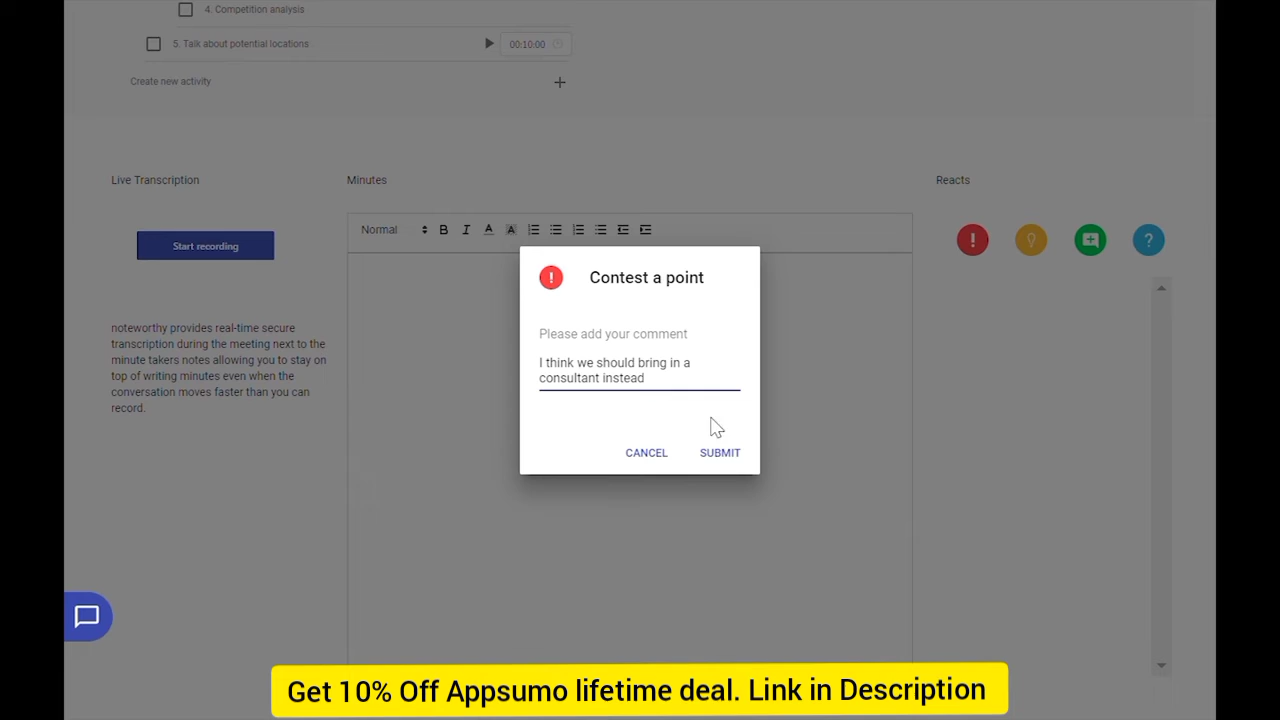 4. Competition analysis
5. Talk about potential locations
00:10:00
Create new activity
Live Transcription
Minutes
Reacts
Start recording
Normal
B I A A
noteworthy provides real-time secure
transcription during the meeting next to the
minute takers notes allowing you to stay on
top of writing minutes even when the
conversation moves faster than you can
record.
Contest a point
Please add your comment
I think we should bring in a
consultant instead
CANCEL
SUBMIT
Get 10% Off Appsumo lifetime deal. Link in Description